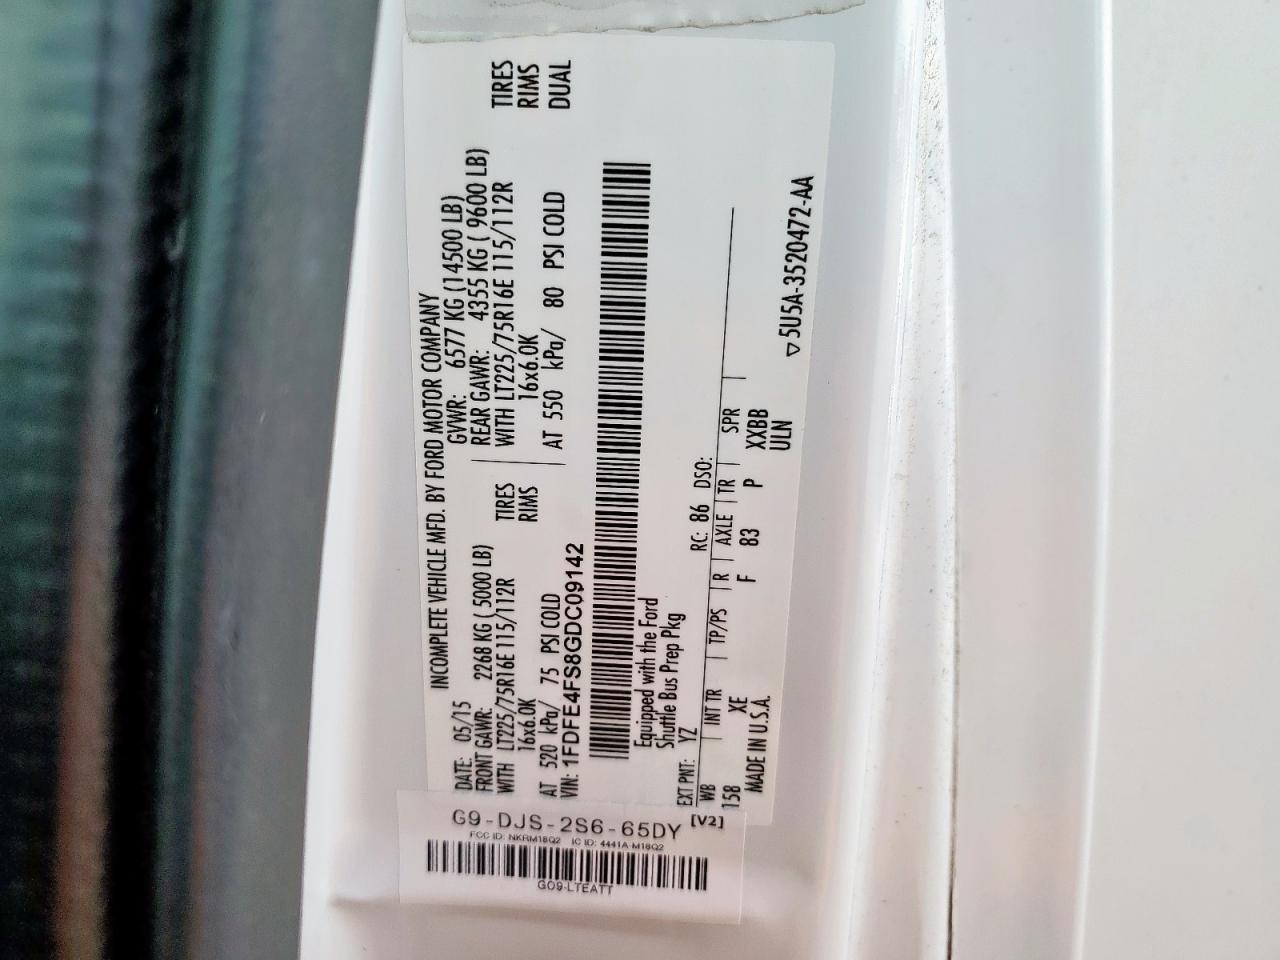 INCOMPLETE VEHICLE MFD. BY FORD MOTOR COMPANY
DATE: 05/15 GVWR: 6577 KG (14500 LB)
FRONT GAWR: 2268 KG ( 5000 LB) REAR GAWR: 4355 KG ( 9600 LB)
WITH LT225/75R16E 115/112R TIRES WITH LT225/75R16E 115/112R TIRES
16x6.0K RIMS 16x6.0K RIMS
AT 520 kPa/ 75 PSI COLD AT 550 kPa/ 80 PSI COLD DUAL
VIN: 1FDFE4FS8GDC09142
Equipped with the Ford
Shuttle Bus Prep Pkg
EXT PNT: YZ RC: 86 DSO:
WB INT TR TP/PS R AXLE TR SPR
158 XE F 83 P XXBB
MADE IN U.S.A. ULN
▽5U5A-3520472-AA
G9-DJS-2S6-65DY [V2]
FCC ID: NKRM18Q2 IC ID: 4441A-M18Q2
G09-LTEATT